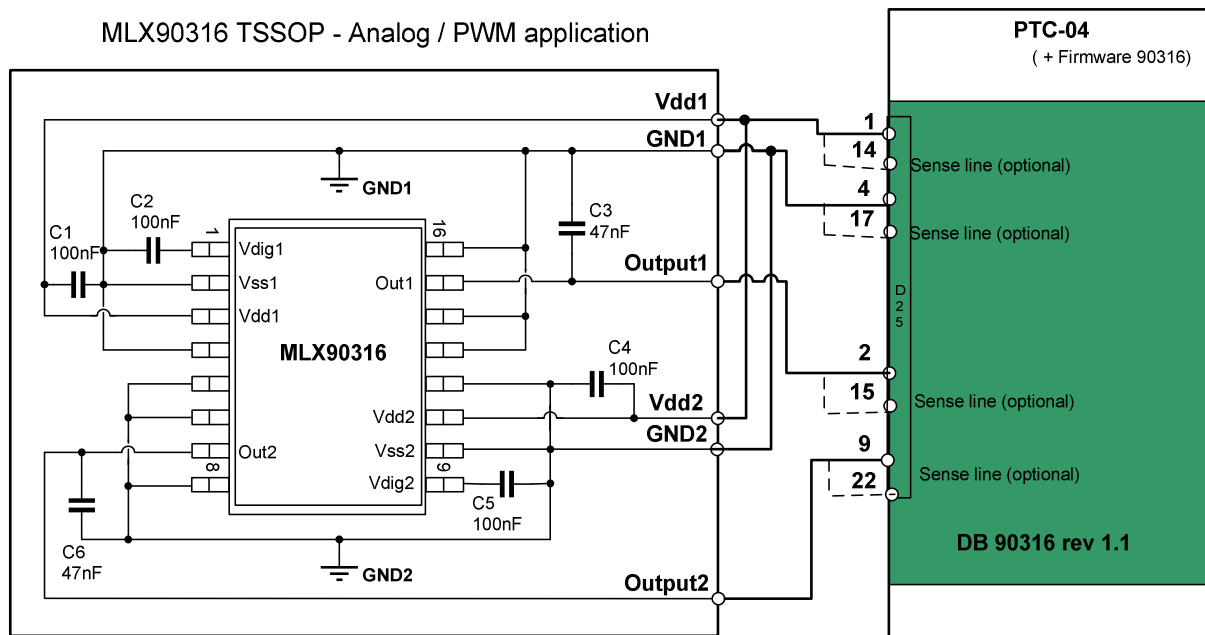 MLX90316 TSSOP - Analog / PWM application
PTC-04
( + Firmware 90316)
Vdd1
GND1
1
14
Sense line (optional)
4
17
Sense line (optional)
GND1
C2
100nF
C1
100nF
C3
47nF
1
16
Vdig1
Vss1
Out1
Vdd1
Output1
MLX90316
D25
C4
100nF
2
15
Sense line (optional)
Vdd2
Vdd2
GND2
Out2
Vss2
8
9
Vdig2
C5
100nF
9
22
Sense line (optional)
C6
47nF
GND2
Output2
DB 90316 rev 1.1